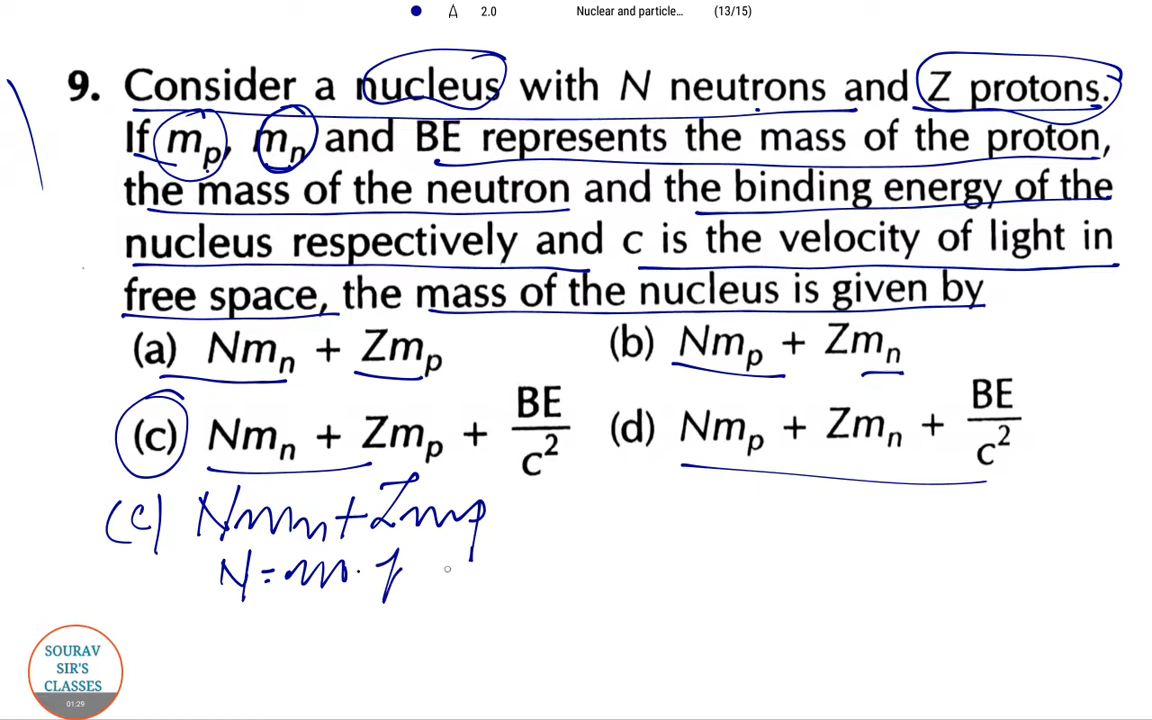 2.0 Nuclear and particle... (13/15)
9. Consider a nucleus with N neutrons and Z protons.
If mₚ, mₙ and BE represents the mass of the proton,
the mass of the neutron and the binding energy of the
nucleus respectively and c is the velocity of light in
free space, the mass of the nucleus is given by
(a) Nmₙ + Zmₚ (b) Nmₚ + Zmₙ
(c) Nmₙ + Zmₚ + BE/c² (d) Nmₚ + Zmₙ + BE/c²
(c) Nmₙ + Zmₚ
N =
SOURAV
SIR'S
CLASSES
01:29